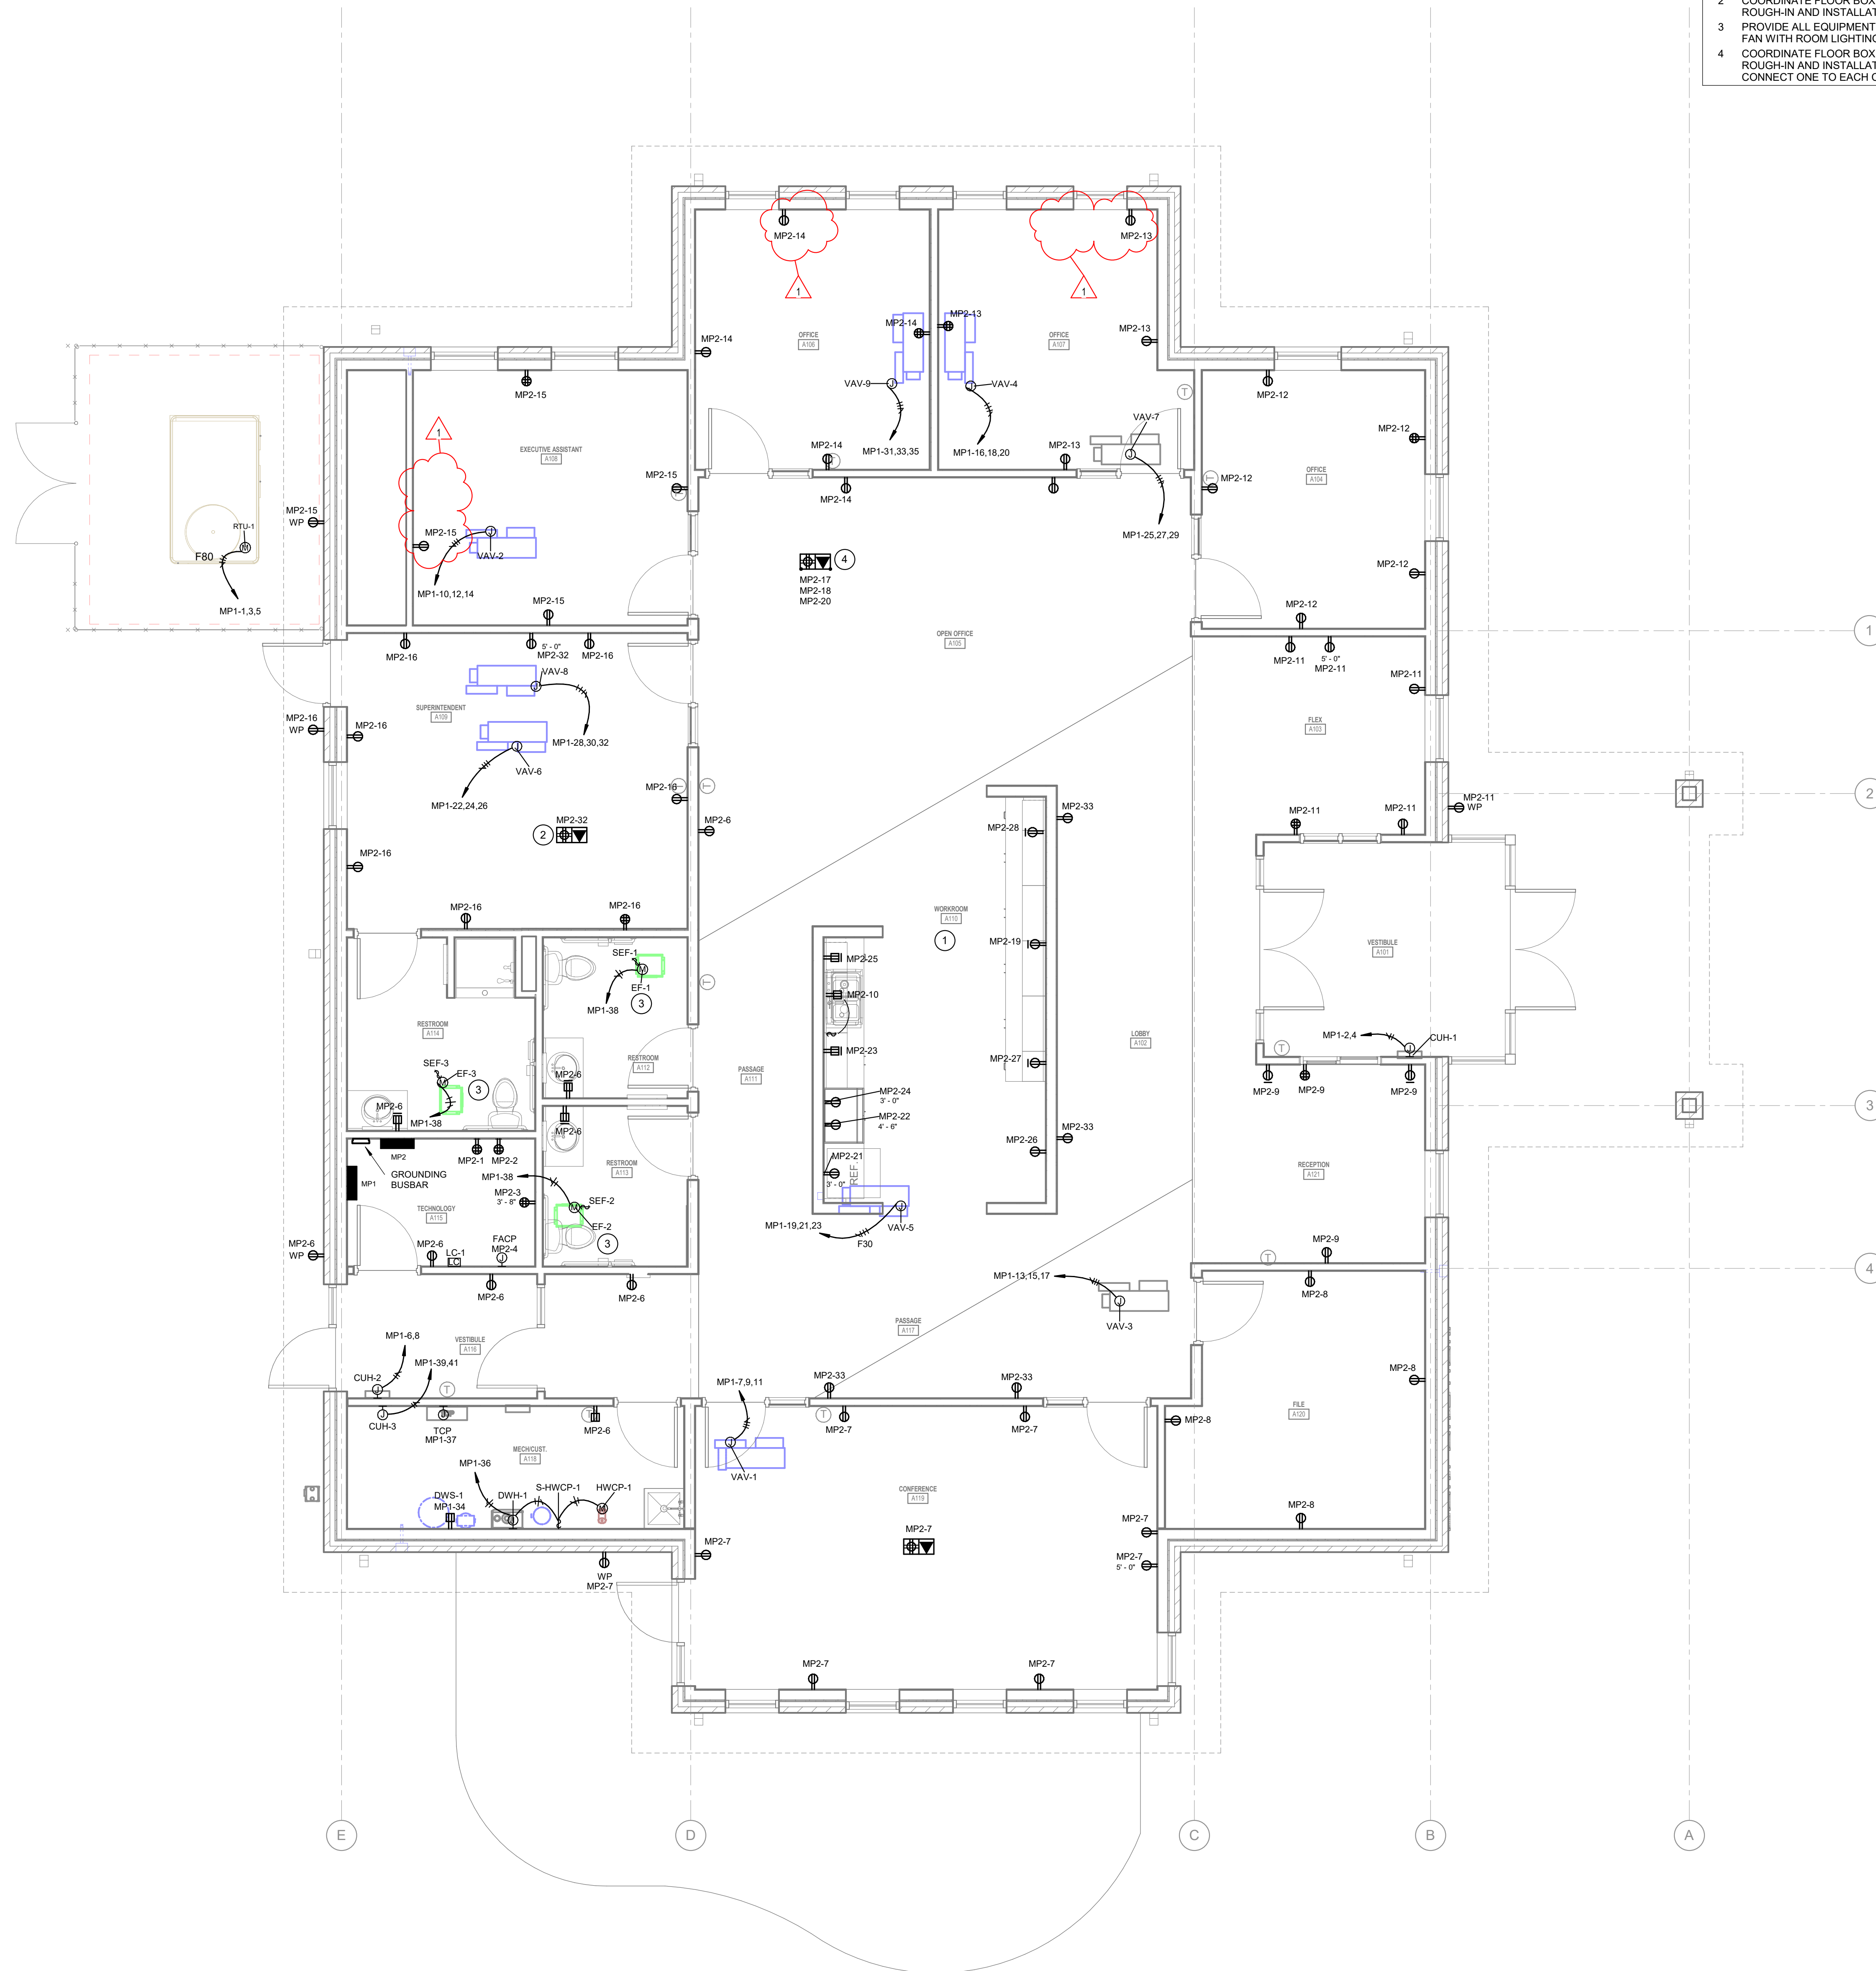 2 COORDINATE FLOOR BOX
ROUGH-IN AND INSTALLAT
3 PROVIDE ALL EQUIPMENT
FAN WITH ROOM LIGHTING
4 COORDINATE FLOOR BOX
ROUGH-IN AND INSTALLAT
CONNECT ONE TO EACH
MP2-14
MP2-13
1
1
MP2-14
MP2-14
MP2-13
MP2-13
OFFICE
A106
OFFICE
A107
VAV-9
VAV-4
MP1-31,33,35
MP1-16,18,20
MP2-14
MP2-13
VAV-7
T
MP2-14
MP1-25,27,29
MP2-15
1
EXECUTIVE ASSISTANT
A108
MP2-15
MP2-15
WP
MP2-15
VAV-2
MP1-10,12,14
MP2-15
RTU-1
M
F80
MP1-1,3,5
MP2-12
MP2-12
OFFICE
A104
MP2-12
MP2-12
MP2-12
4
MP2-17
MP2-18
MP2-20
OPEN OFFICE
A105
1
MP2-16
5' - 0"
MP2-32
MP2-16
VAV-8
SUPERINTENDENT
A109
MP2-16
WP
MP2-16
MP1-28,30,32
VAV-6
MP1-22,24,26
MP2-16
MP2-6
MP2-32
2
MP2-16
MP2-16
MP2-16
MP2-11
5' - 0"
MP2-11
MP2-11
FLEX
A103
MP2-11
MP2-11
MP2-11
WP
2
MP2-33
MP2-28
WORKROOM
A110
1
MP2-19
MP2-25
MP2-10
MP2-23
MP2-27
MP2-24
3' - 0"
MP2-22
4' - 6"
MP2-26
MP2-33
MP2-21
3' - 0"
REF.
VAV-5
MP1-19,21,23
F30
VESTIBULE
A101
MP1-2,4
CUH-1
LOBBY
A102
MP2-9
MP2-9
MP2-9
3
RECEPTION
A121
MP2-9
4
SEF-1
EF-1
3
MP1-38
RESTROOM
A114
RESTROOM
A112
PASSAGE
A111
SEF-3
EF-3
3
MP2-6
MP1-38
MP2-6
MP2-6
MP2
GROUNDING
BUSBAR
MP1
MP2-1
MP2-2
MP1-38
MP2-3
3' - 8"
TECHNOLOGY
A115
RESTROOM
A113
SEF-2
EF-2
3
MP2-6
WP
MP2-6
LC-1
LC
FACP
MP2-4
MP2-6
MP2-6
MP1-13,15,17
VAV-3
MP2-8
PASSAGE
A117
VESTIBULE
A116
MP1-6,8
MP1-39,41
CUH-2
CUH-3
TCP
MP1-37
MP2-6
MP1-7,9,11
MP2-33
MP2-33
MP2-7
MP2-7
VAV-1
MP2-8
MP2-8
FILE
A120
MP2-8
MECH/CUST.
A118
MP1-36
DWS-1
MP1-34
DWH-1
S-HWCP-1
HWCP-1
CONFERENCE
A119
MP2-7
MP2-7
MP2-7
MP2-7
5' - 0"
WP
MP2-7
MP2-7
MP2-7
E
D
C
B
A